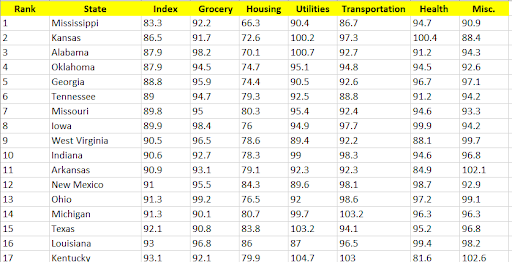 Rank State Index Grocery Housing Utilities Transportation Health Misc.
1 Mississippi 83.3 92.2 66.3 90.4 86.7 94.7 90.9
2 Kansas 86.5 91.7 72.6 100.2 97.3 100.4 88.4
3 Alabama 87.9 98.2 70.1 100.7 92.7 91.2 94.3
4 Oklahoma 87.9 94.5 74.7 95.1 94.8 94.5 92.6
5 Georgia 88.8 95.9 74.4 90.5 92.6 96.7 97.1
6 Tennessee 89 94.7 79.3 92.5 88.8 91.2 94.2
7 Missouri 89.8 95 80.3 95.4 92.4 94.6 93.3
8 Iowa 89.9 98.4 76 94.9 97.7 99.9 94.2
9 West Virginia 90.5 96.5 78.6 89.4 92.2 88.1 99.7
10 Indiana 90.6 92.7 78.3 99 98.3 94.6 96.8
11 Arkansas 90.9 93.1 79.1 92.3 92.3 84.9 102.1
12 New Mexico 91 95.5 84.3 89.6 98.1 98.7 92.9
13 Ohio 91.3 99.2 76.5 92 98.6 97.2 99.1
14 Michigan 91.3 90.1 80.7 99.7 103.2 96.3 96.3
15 Texas 92.1 90.8 83.8 103.2 94.1 95.2 96.8
16 Louisiana 93 96.8 86 87 96.5 99.4 98.2
17 Kentucky 93.1 92.1 79.9 104.7 103 81.6 102.6